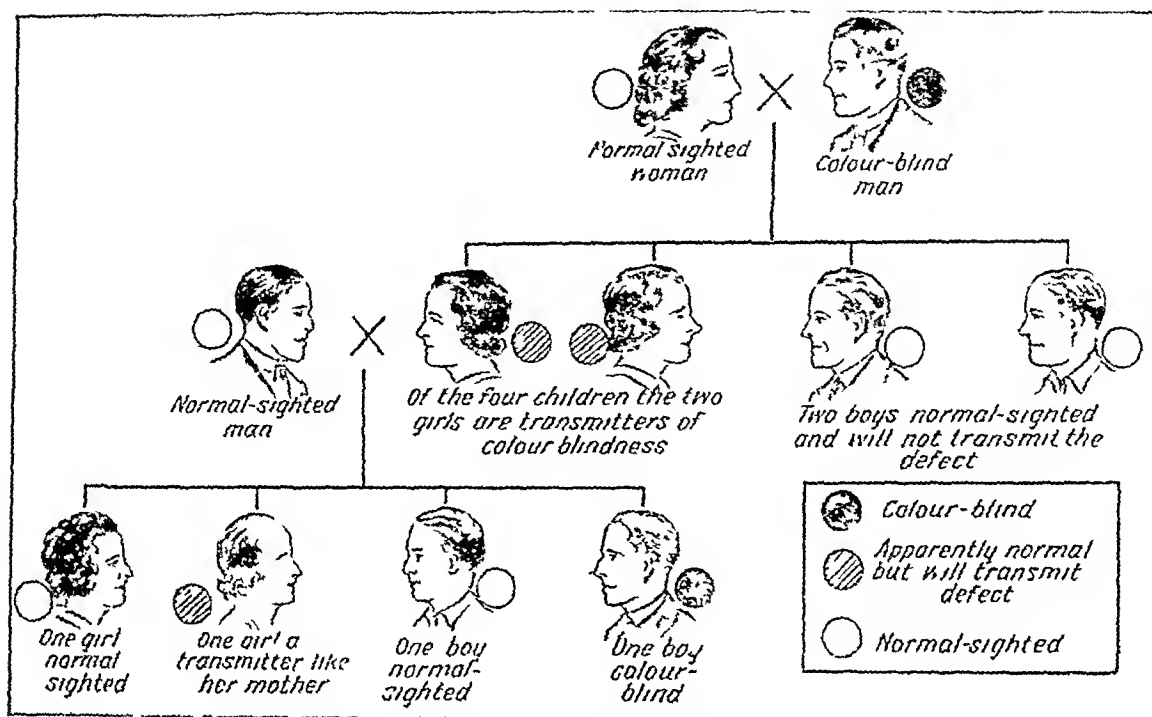 Normal sighted
woman
Colour-blind
man
Normal-sighted
man
Of the four children the two
girls are transmitters of
colour blindness
Two boys normal-sighted
and will not transmit the
defect
Colour-blind
Apparently normal
but will transmit
defect
Normal-sighted
One girl
normal
sighted
One girl a
transmitter like
her mother
One boy
normal-
sighted
One boy
colour-
blind